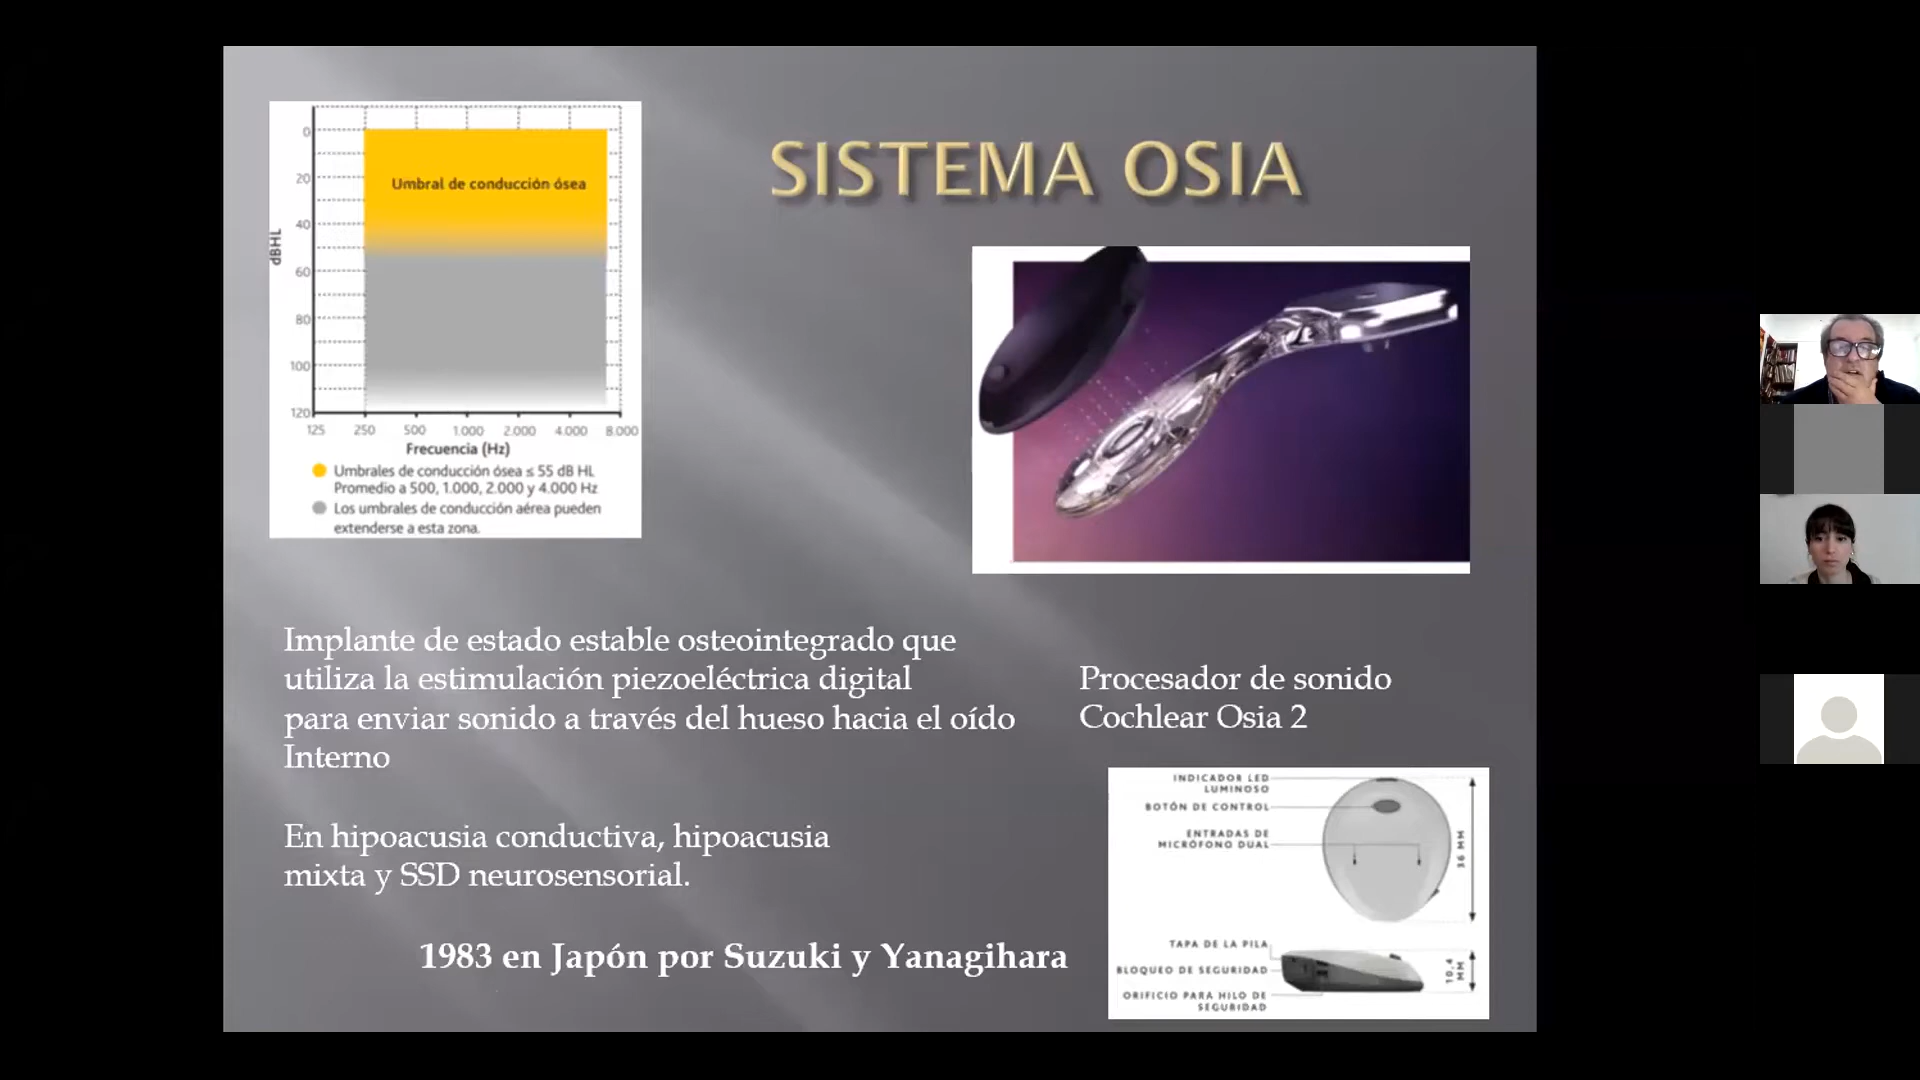 SISTEMA OSIA
0
20
40
60
80
100
120
dBHL
Umbral de conducción ósea
125 250 500 1.000 2.000 4.000 8.000
Frecuencia (Hz)
Umbrales de conducción ósea ≤ 55 dB HL
Promedio a 500, 1.000, 2.000 y 4.000 Hz
Los umbrales de conducción aérea pueden
extenderse a esta zona.
Implante de estado estable osteointegrado que
utiliza la estimulación piezoeléctrica digital
para enviar sonido a través del hueso hacia el oído
Interno
En hipoacusia conductiva, hipoacusia
mixta y SSD neurosensorial.
1983 en Japón por Suzuki y Yanagihara
Procesador de sonido
Cochlear Osia 2
INDICADOR LED
LUMINOSO
BOTÓN DE CONTROL
ENTRADAS DE
MICRÓFONO DUAL
36 MM
TAPA DE LA PILA
BLOQUEO DE SEGURIDAD
ORIFICIO PARA HILO DE
SEGURIDAD
10,4
MM